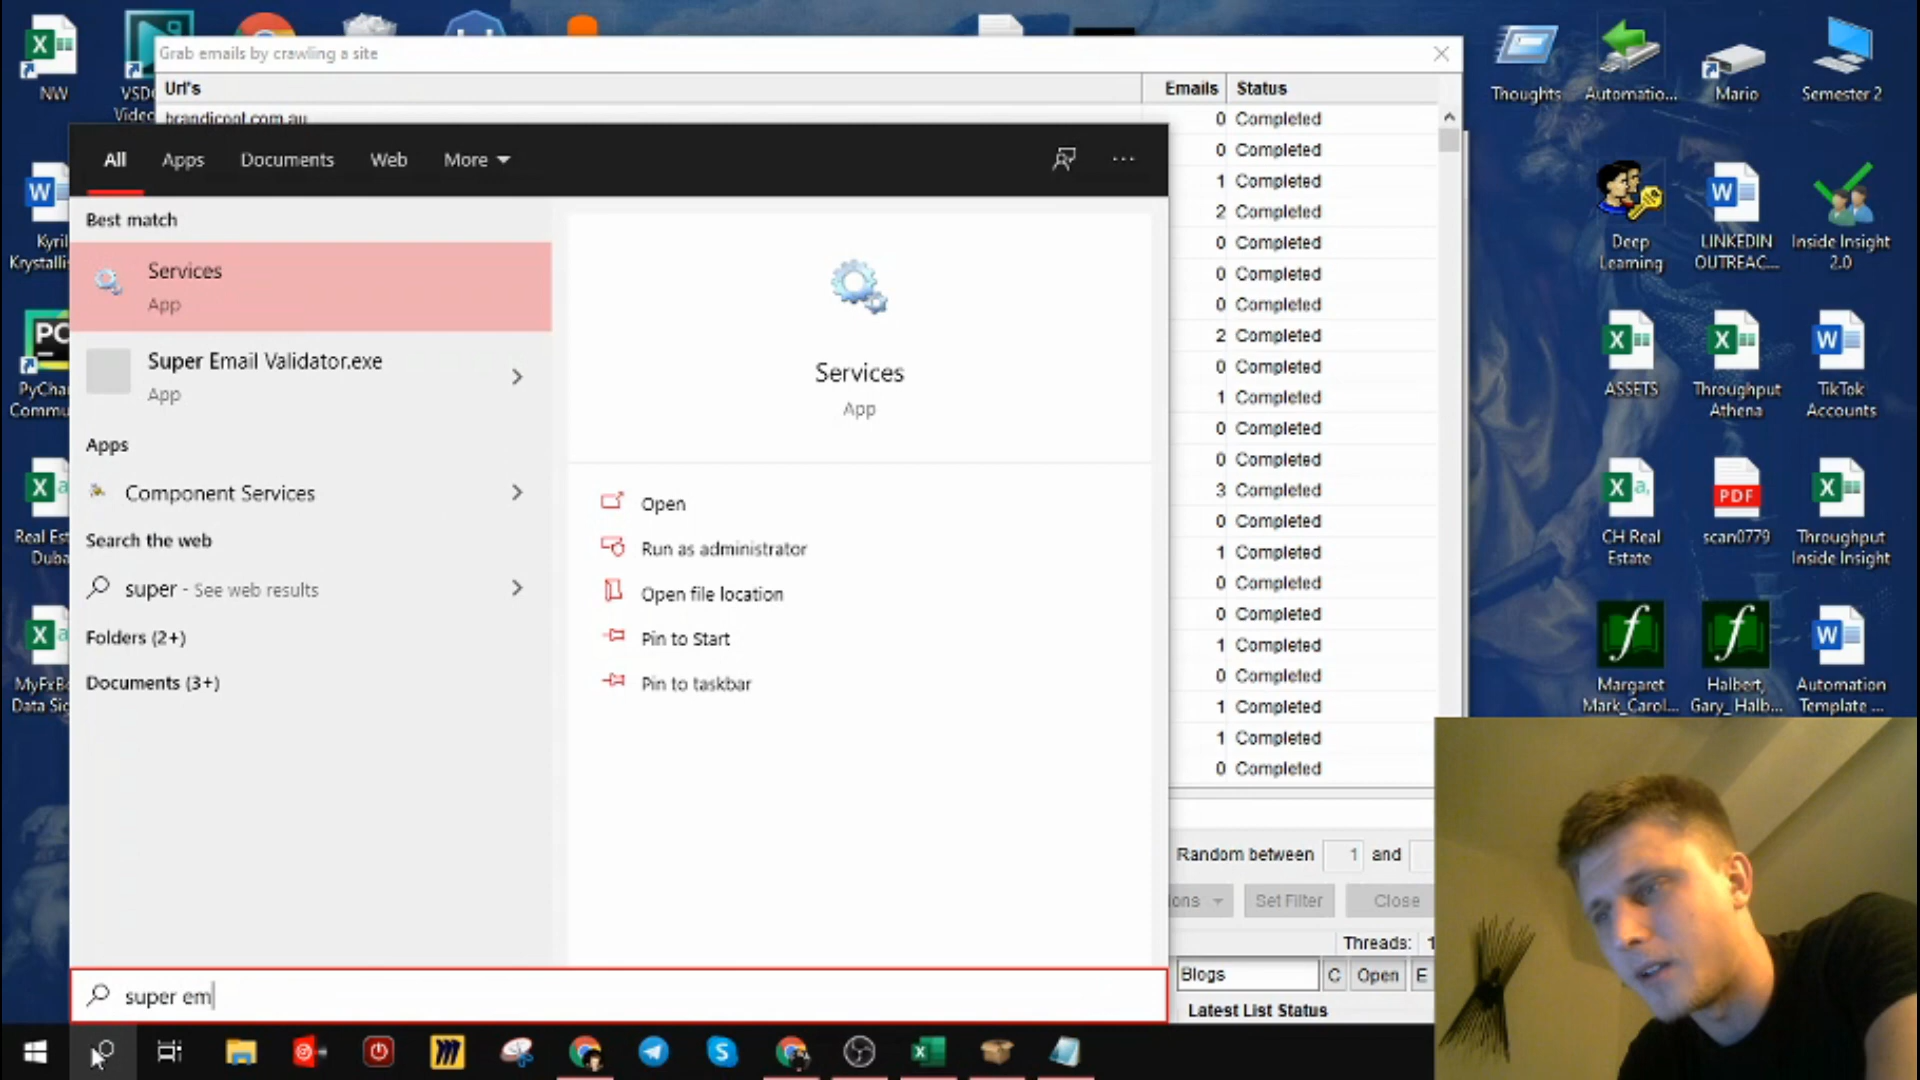 Grab emails by crawling a site
Url's Emails Status
brandicool.com.au
0 Completed
0 Completed
1 Completed
2 Completed
0 Completed
0 Completed
0 Completed
2 Completed
0 Completed
1 Completed
0 Completed
0 Completed
3 Completed
0 Completed
1 Completed
0 Completed
0 Completed
1 Completed
0 Completed
1 Completed
1 Completed
0 Completed
Random between 1 and
Set Filter Close
Threads: 1
Blogs C Open E
Latest List Status
All Apps Documents Web More
Best match
Services
App
Super Email Validator.exe
App
Apps
Component Services
Search the web
super - See web results
Folders (2+)
Documents (3+)
Services
App
Open
Run as administrator
Open file location
Pin to Start
Pin to taskbar
super em
NW
Thoughts
Automatio...
Mario
Semester 2
Deep
Learning
LINKEDIN
OUTREAC...
Inside Insight
2.0
ASSETS
Throughput
Athena
TikTok
Accounts
CH Real
Estate
PDF
scan0779
Throughput
Inside Insight
Margaret
Mark_Carol...
Halbert,
Gary_Halb...
Automation
Template ...